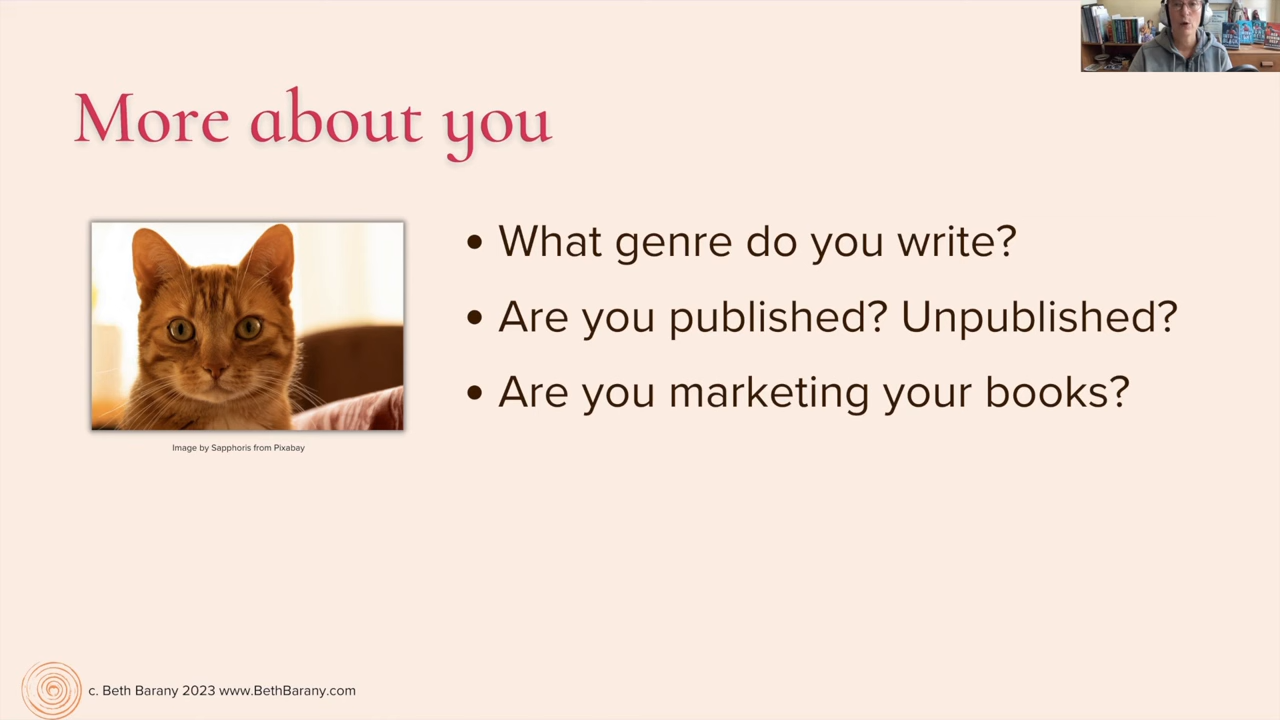 More about you
• What genre do you write?
• Are you published? Unpublished?
• Are you marketing your books?
Image by Sapphoris from Pixabay
c. Beth Barany 2023 www.BethBarany.com